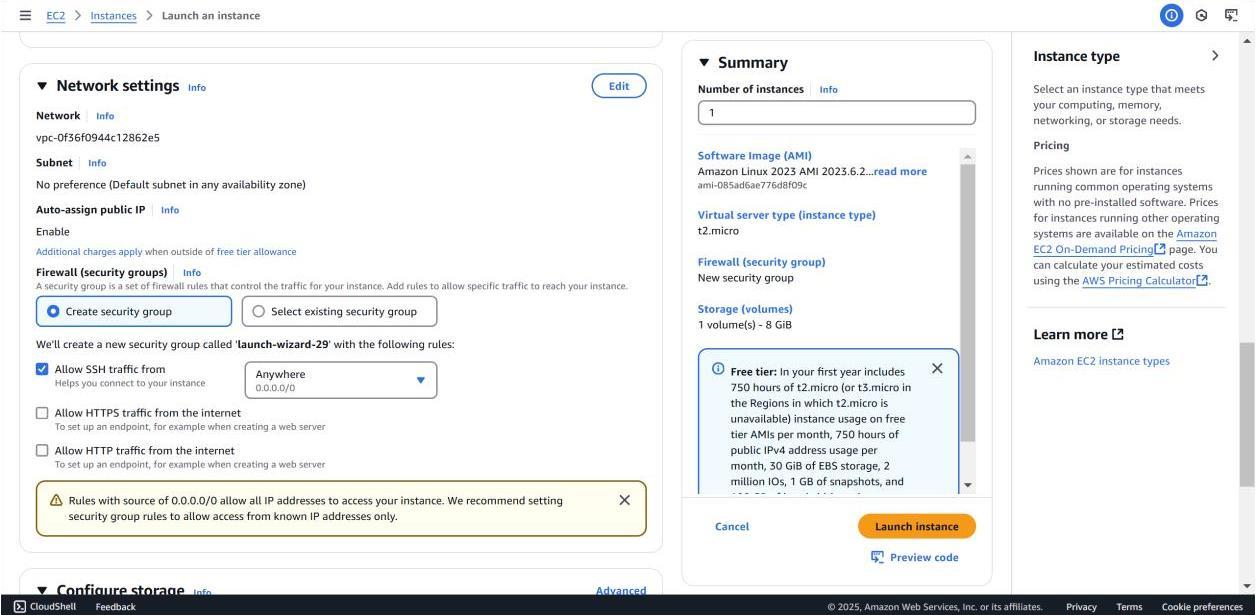 EC2 > Instances > Launch an instance
Network settings Info
Edit
Network Info
vpc-0f36f0944c12862e5
Subnet Info
No preference (Default subnet in any availability zone)
Auto-assign public IP Info
Enable
Additional charges apply when outside of free tier allowance
Firewall (security groups) Info
A security group is a set of firewall rules that control the traffic for your instance. Add rules to allow specific traffic to reach your instance.
Create security group
Select existing security group
We'll create a new security group called 'launch-wizard-29' with the following rules:
Allow SSH traffic from
Helps you connect to your instance
Anywhere
0.0.0.0/0
Allow HTTPS traffic from the internet
To set up an endpoint, for example when creating a web server
Allow HTTP traffic from the internet
To set up an endpoint, for example when creating a web server
Rules with source of 0.0.0.0/0 allow all IP addresses to access your instance. We recommend setting
security group rules to allow access from known IP addresses only.
Configure storage Info
Advanced
Summary
Number of instances Info
1
Software Image (AMI)
Amazon Linux 2023 AMI 2023.6.2...read more
ami-085ad6ae776d8f09c
Virtual server type (instance type)
t2.micro
Firewall (security group)
New security group
Storage (volumes)
1 volume(s) - 8 GiB
Free tier: In your first year includes
750 hours of t2.micro (or t3.micro in
the Regions in which t2.micro is
unavailable) instance usage on free
tier AMIs per month, 750 hours of
public IPv4 address usage per
month, 30 GiB of EBS storage, 2
million IOs, 1 GB of snapshots, and
Cancel
Launch instance
Preview code
Instance type
Select an instance type that meets
your computing, memory,
networking, or storage needs.
Pricing
Prices shown are for instances
running common operating systems
with no pre-installed software. Prices
for instances running other operating
systems are available on the Amazon
EC2 On-Demand Pricing page. You
can calculate your estimated costs
using the AWS Pricing Calculator.
Learn more
Amazon EC2 instance types
CloudShell Feedback
© 2025, Amazon Web Services, Inc. or its affiliates. Privacy Terms Cookie preferences